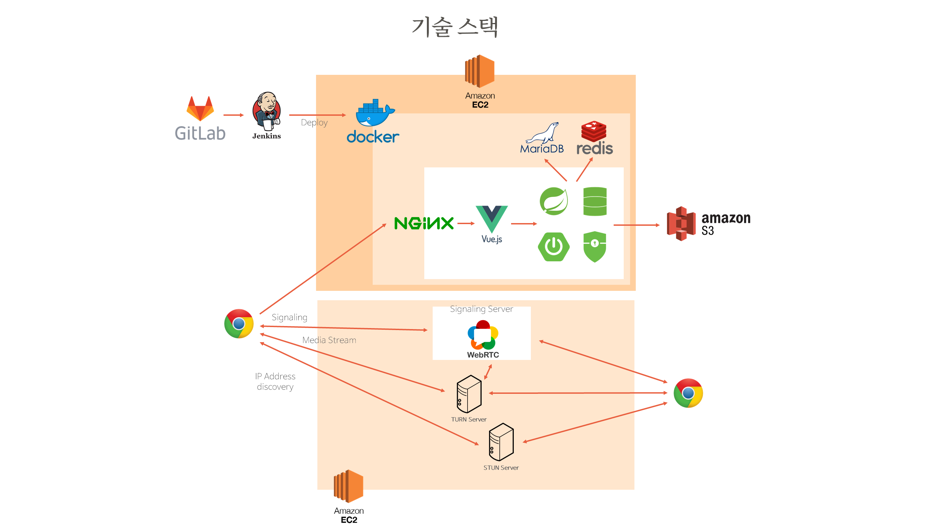 기술 스택
Amazon
EC2
GitLab
Jenkins
Deploy
docker
MariaDB
redis
NGINX
Vue.js
amazon
S3
Signaling Server
Signaling
WebRTC
Media Stream
IP Address
discovery
TURN Server
STUN Server
Amazon
EC2